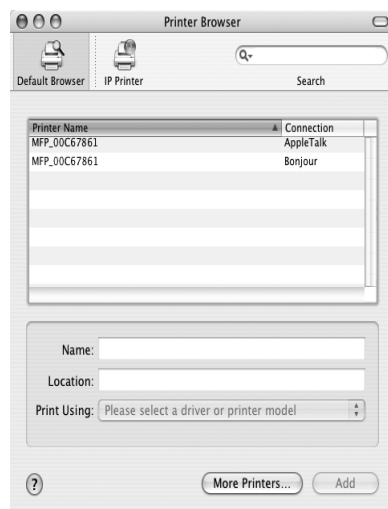 Printer Browser
Default Browser IP Printer Search
Printer Name Connection
MFP_00C67861 AppleTalk
MFP_00C67861 Bonjour
Name:
Location:
Print Using: Please select a driver or printer model
? More Printers... Add